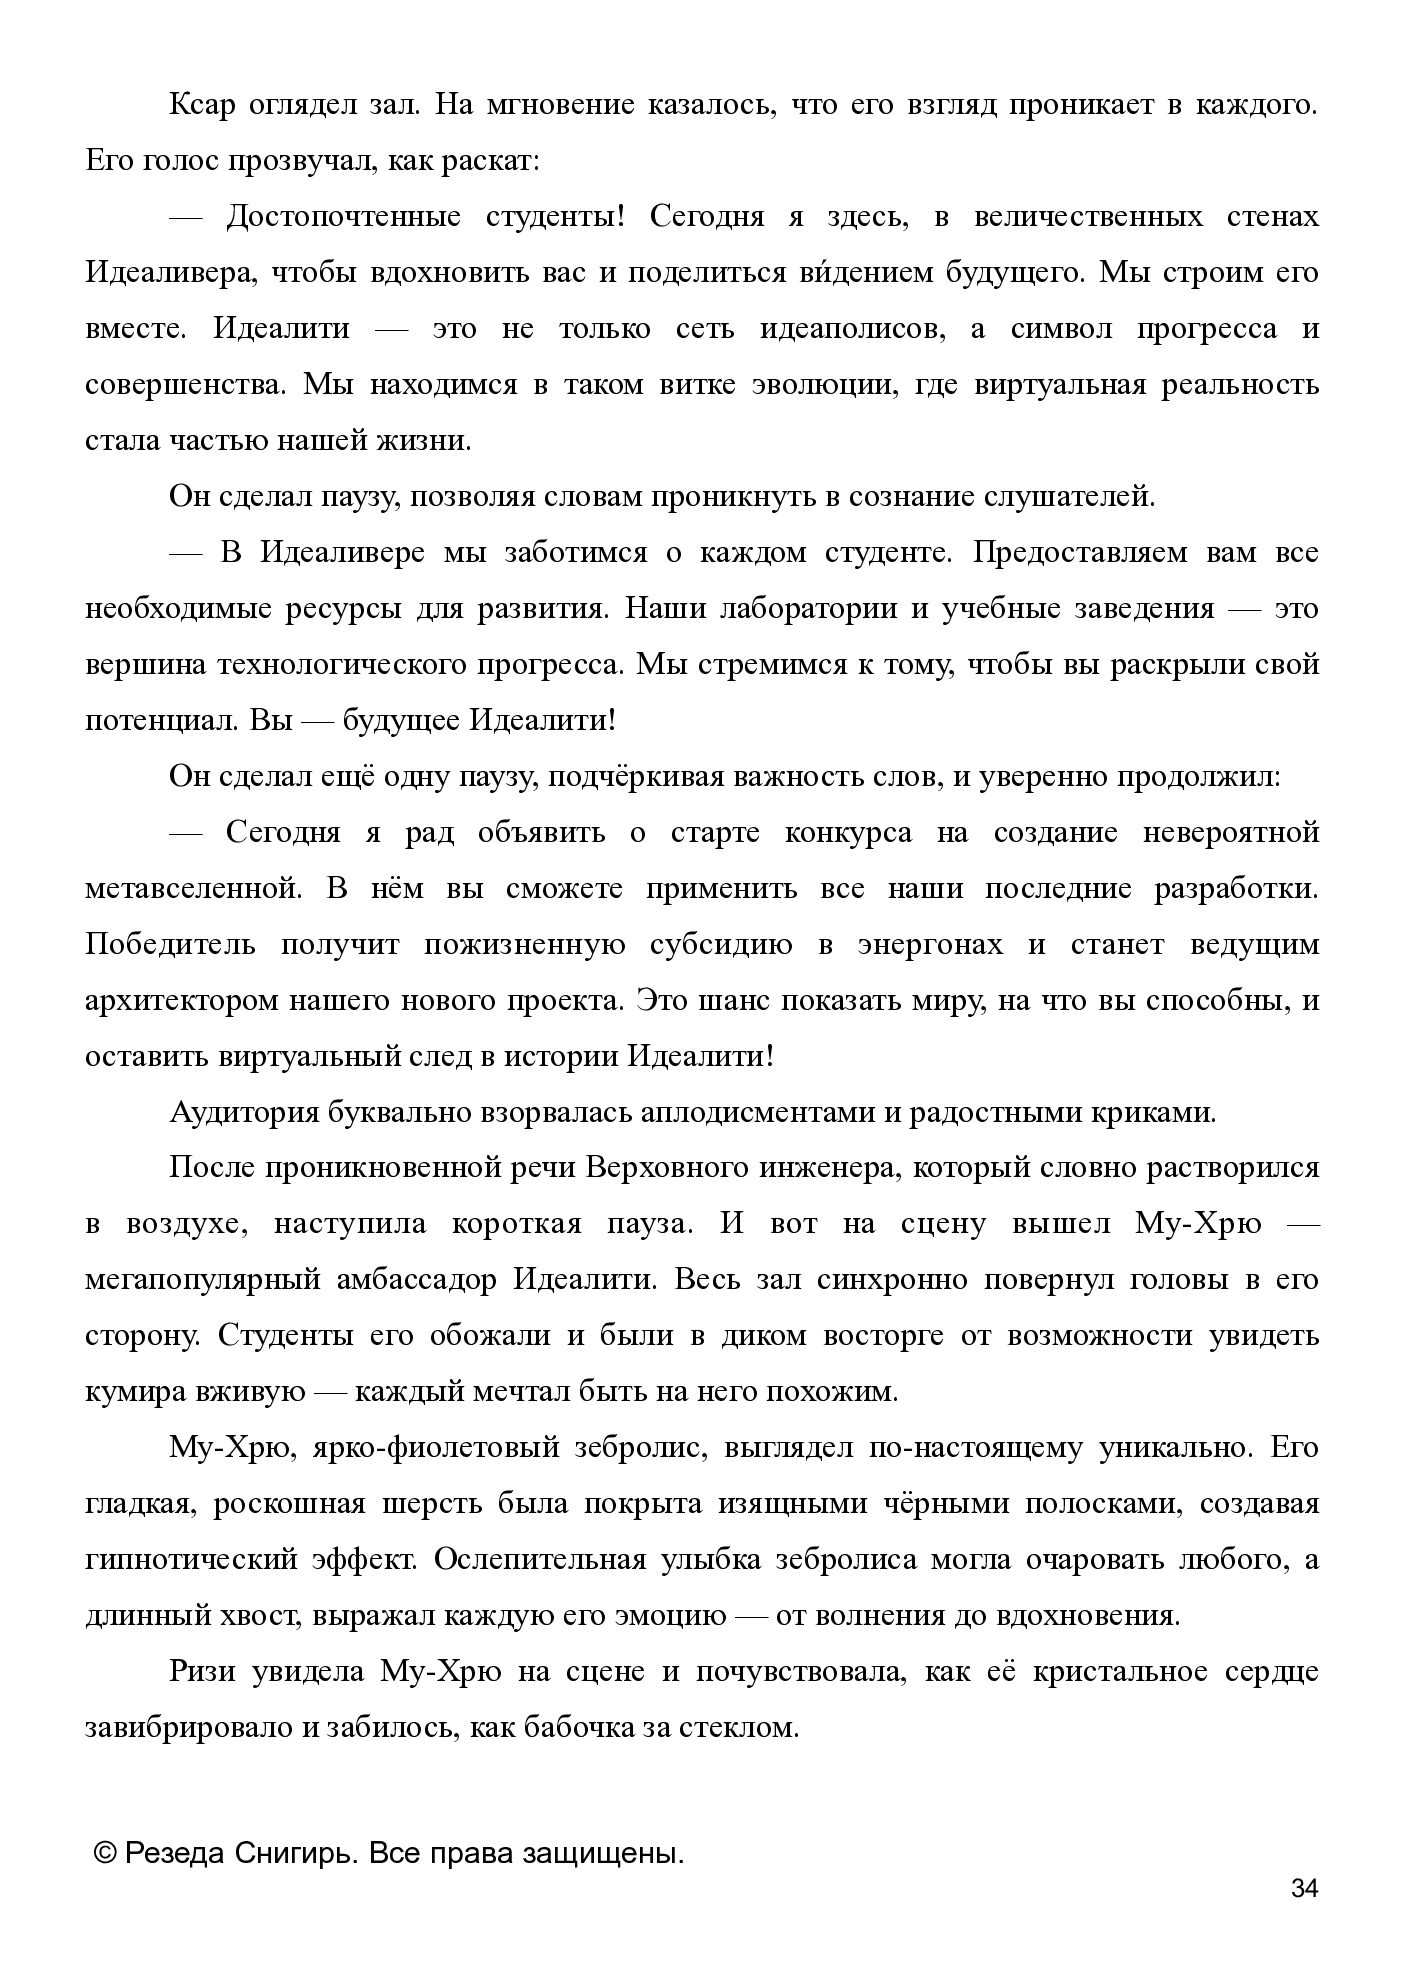 Ксар оглядел зал. На мгновение казалось, что его взгляд проникает в каждого.
Его голос прозвучал, как раскат:
— Достопочтенные студенты! Сегодня я здесь, в величественных стенах
Идеаливера, чтобы вдохновить вас и поделиться ви́дением будущего. Мы строим его
вместе. Идеалити — это не только сеть идеаполисов, а символ прогресса и
совершенства. Мы находимся в таком витке эволюции, где виртуальная реальность
стала частью нашей жизни.
Он сделал паузу, позволяя словам проникнуть в сознание слушателей.
— В Идеаливере мы заботимся о каждом студенте. Предоставляем вам все
необходимые ресурсы для развития. Наши лаборатории и учебные заведения — это
вершина технологического прогресса. Мы стремимся к тому, чтобы вы раскрыли свой
потенциал. Вы — будущее Идеалити!
Он сделал ещё одну паузу, подчёркивая важность слов, и уверенно продолжил:
— Сегодня я рад объявить о старте конкурса на создание невероятной
метавселенной. В нём вы сможете применить все наши последние разработки.
Победитель получит пожизненную субсидию в энергонах и станет ведущим
архитектором нашего нового проекта. Это шанс показать миру, на что вы способны, и
оставить виртуальный след в истории Идеалити!
Аудитория буквально взорвалась аплодисментами и радостными криками.
После проникновенной речи Верховного инженера, который словно растворился
в воздухе, наступила короткая пауза. И вот на сцену вышел Му-Хрю —
мегапопулярный амбассадор Идеалити. Весь зал синхронно повернул головы в его
сторону. Студенты его обожали и были в диком восторге от возможности увидеть
кумира вживую — каждый мечтал быть на него похожим.
Му-Хрю, ярко-фиолетовый зебролис, выглядел по-настоящему уникально. Его
гладкая, роскошная шерсть была покрыта изящными чёрными полосками, создавая
гипнотический эффект. Ослепительная улыбка зебролиса могла очаровать любого, а
длинный хвост, выражал каждую его эмоцию — от волнения до вдохновения.
Ризи увидела Му-Хрю на сцене и почувствовала, как её кристальное сердце
завибрировало и забилось, как бабочка за стеклом.
© Резеда Снигирь. Все права защищены.
34